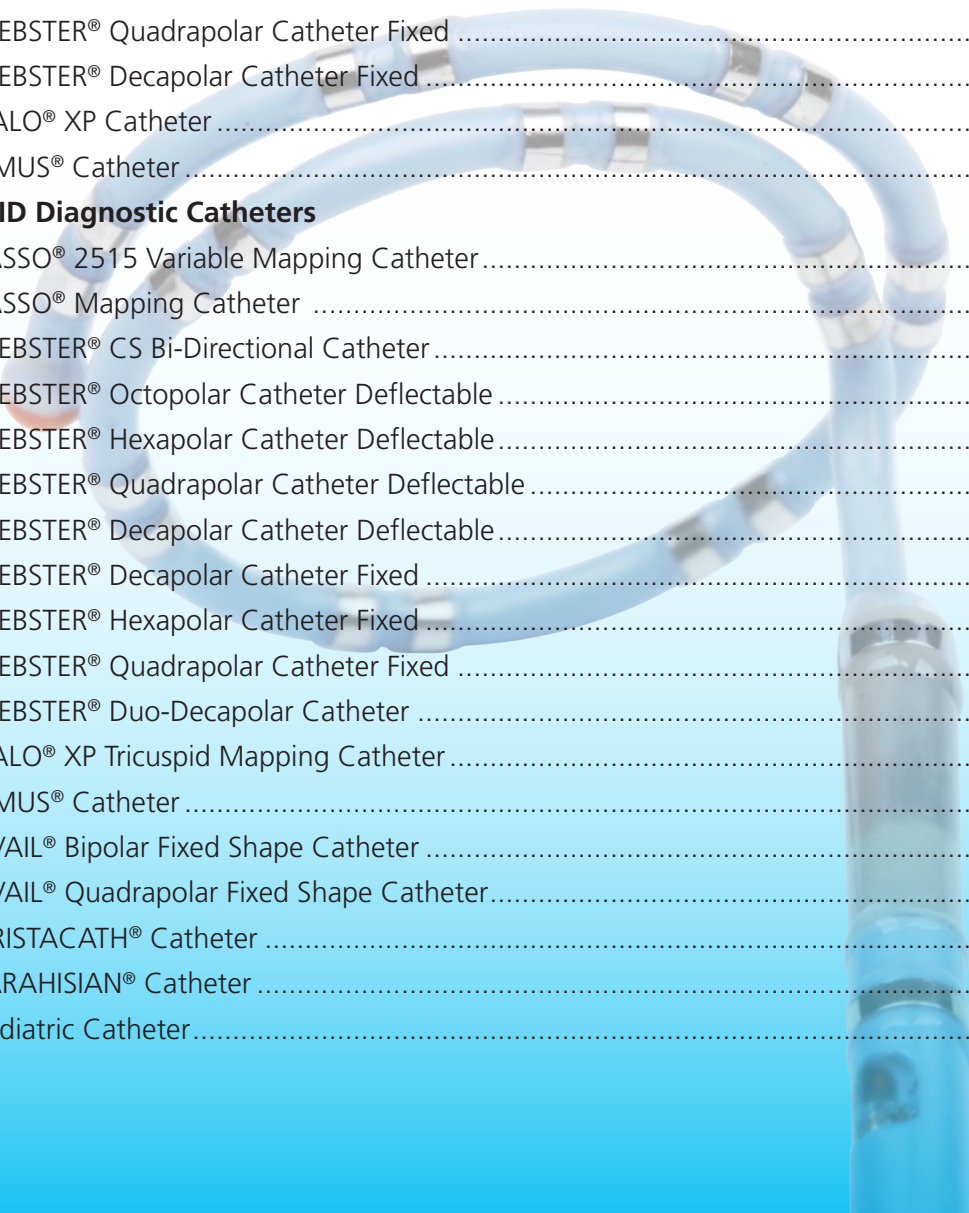 EBSTER® Quadrapolar Catheter Fixed
EBSTER® Decapolar Catheter Fixed
ALO® XP Catheter
MUS® Catheter
ID Diagnostic Catheters
ASSO® 2515 Variable Mapping Catheter
ASSO® Mapping Catheter
EBSTER® CS Bi-Directional Catheter
EBSTER® Octopolar Catheter Deflectable
EBSTER® Hexapolar Catheter Deflectable
EBSTER® Quadrapolar Catheter Deflectable
EBSTER® Decapolar Catheter Deflectable
EBSTER® Decapolar Catheter Fixed
EBSTER® Hexapolar Catheter Fixed
EBSTER® Quadrapolar Catheter Fixed
EBSTER® Duo-Decapolar Catheter
ALO® XP Tricuspid Mapping Catheter
MUS® Catheter
VAIL® Bipolar Fixed Shape Catheter
VAIL® Quadrapolar Fixed Shape Catheter
RISTACATH® Catheter
ARAHISIAN® Catheter
diatric Catheter